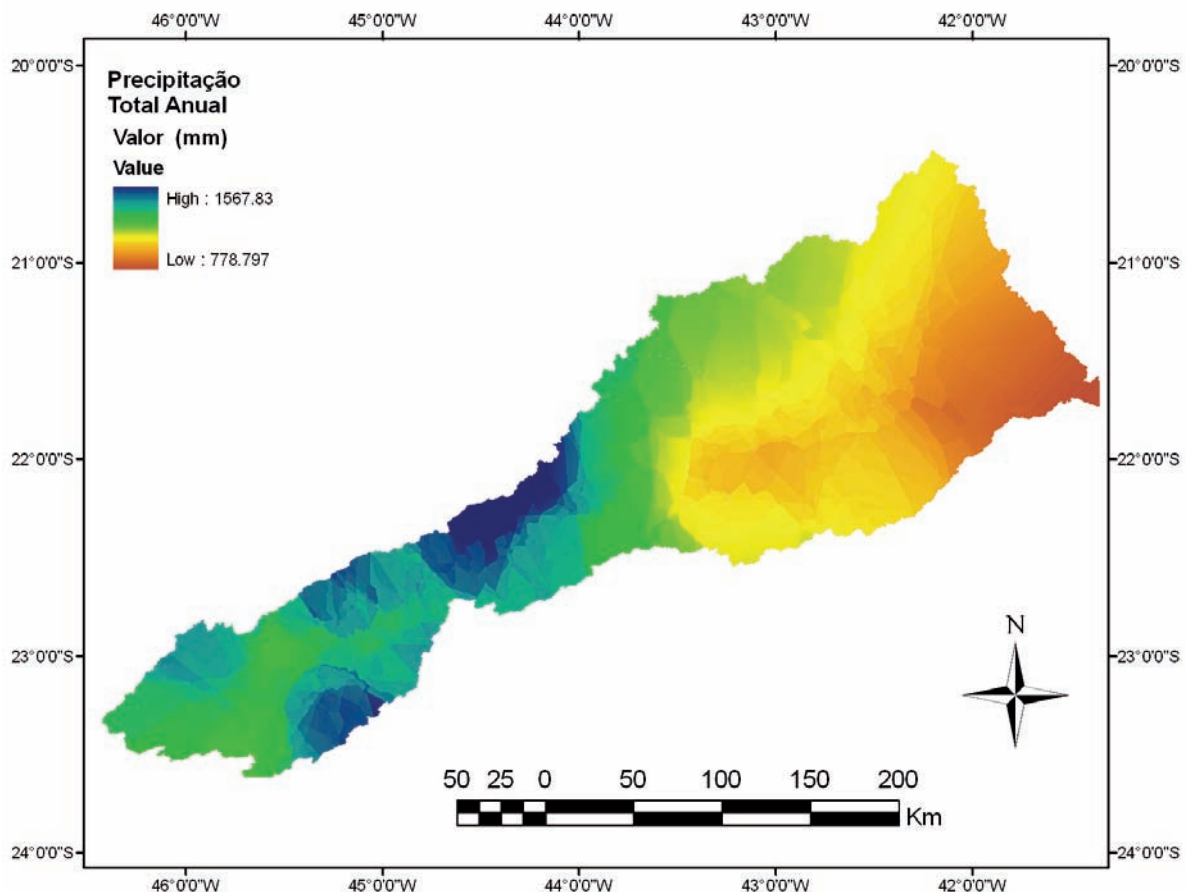 46°0'0"W 45°0'0"W 44°0'0"W 43°0'0"W 42°0'0"W
20°0'0"S 20°0'0"S
Precipitação
Total Anual
Valor (mm)
Value
High : 1567.83
Low : 778.797
21°0'0"S 21°0'0"S
22°0'0"S 22°0'0"S
23°0'0"S 23°0'0"S
N
50 25 0 50 100 150 200
Km
24°0'0"S 24°0'0"S
46°0'0"W 45°0'0"W 44°0'0"W 43°0'0"W 42°0'0"W